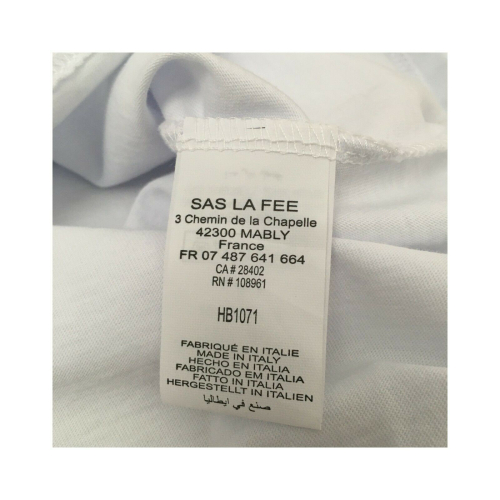 SAS LA FEE
3 Chemin de la Chapelle
42300 MABLY
France
FR 07 487 641 664
CA # 28402
RN # 108961
HB1071
FABRIQUÉ EN ITALIE
MADE IN ITALY
HECHO EN ITALIA
FABRICADO EM ITALIA
FATTO IN ITALIA
HERGESTELLT IN ITALIEN
صنع في ايطاليا